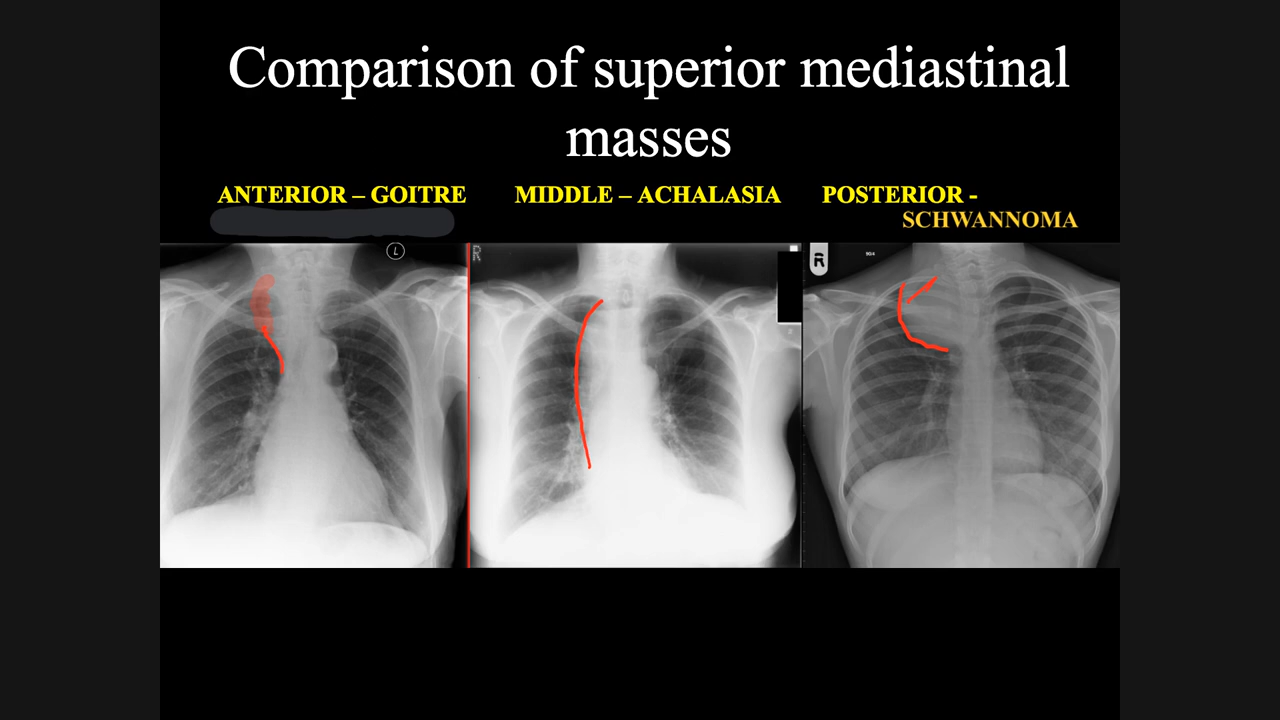 Comparison of superior mediastinal
masses
ANTERIOR – GOITRE
MIDDLE – ACHALASIA
POSTERIOR -
SCHWANNOMA
L
R
R